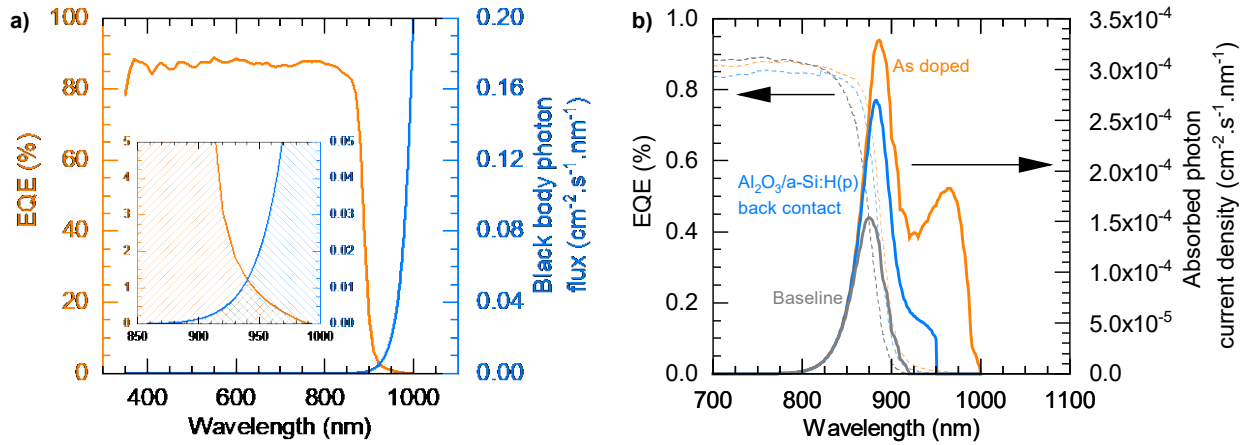 a)
EQE (%)
100
80
60
40
20
0
5
4
3
2
1
0
0.05
0.04
0.03
0.02
0.01
0.00
850 900 950 1000
0.20
0.16
0.12
0.08
0.04
0.00
Black body photon
flux (cm⁻².s⁻¹.nm⁻¹)
400 600 800 1000
Wavelength (nm)
b)
EQE (%)
1.0
0.8
0.6
0.4
0.2
0.0
As doped
Al₂O₃/a-Si:H(p)
back contact
Baseline
3.5x10⁻⁴
3.0x10⁻⁴
2.5x10⁻⁴
2.0x10⁻⁴
1.5x10⁻⁴
1.0x10⁻⁴
5.0x10⁻⁵
0.0
Absorbed photon
current density (cm⁻².s⁻¹.nm⁻¹)
700 800 900 1000 1100
Wavelength (nm)